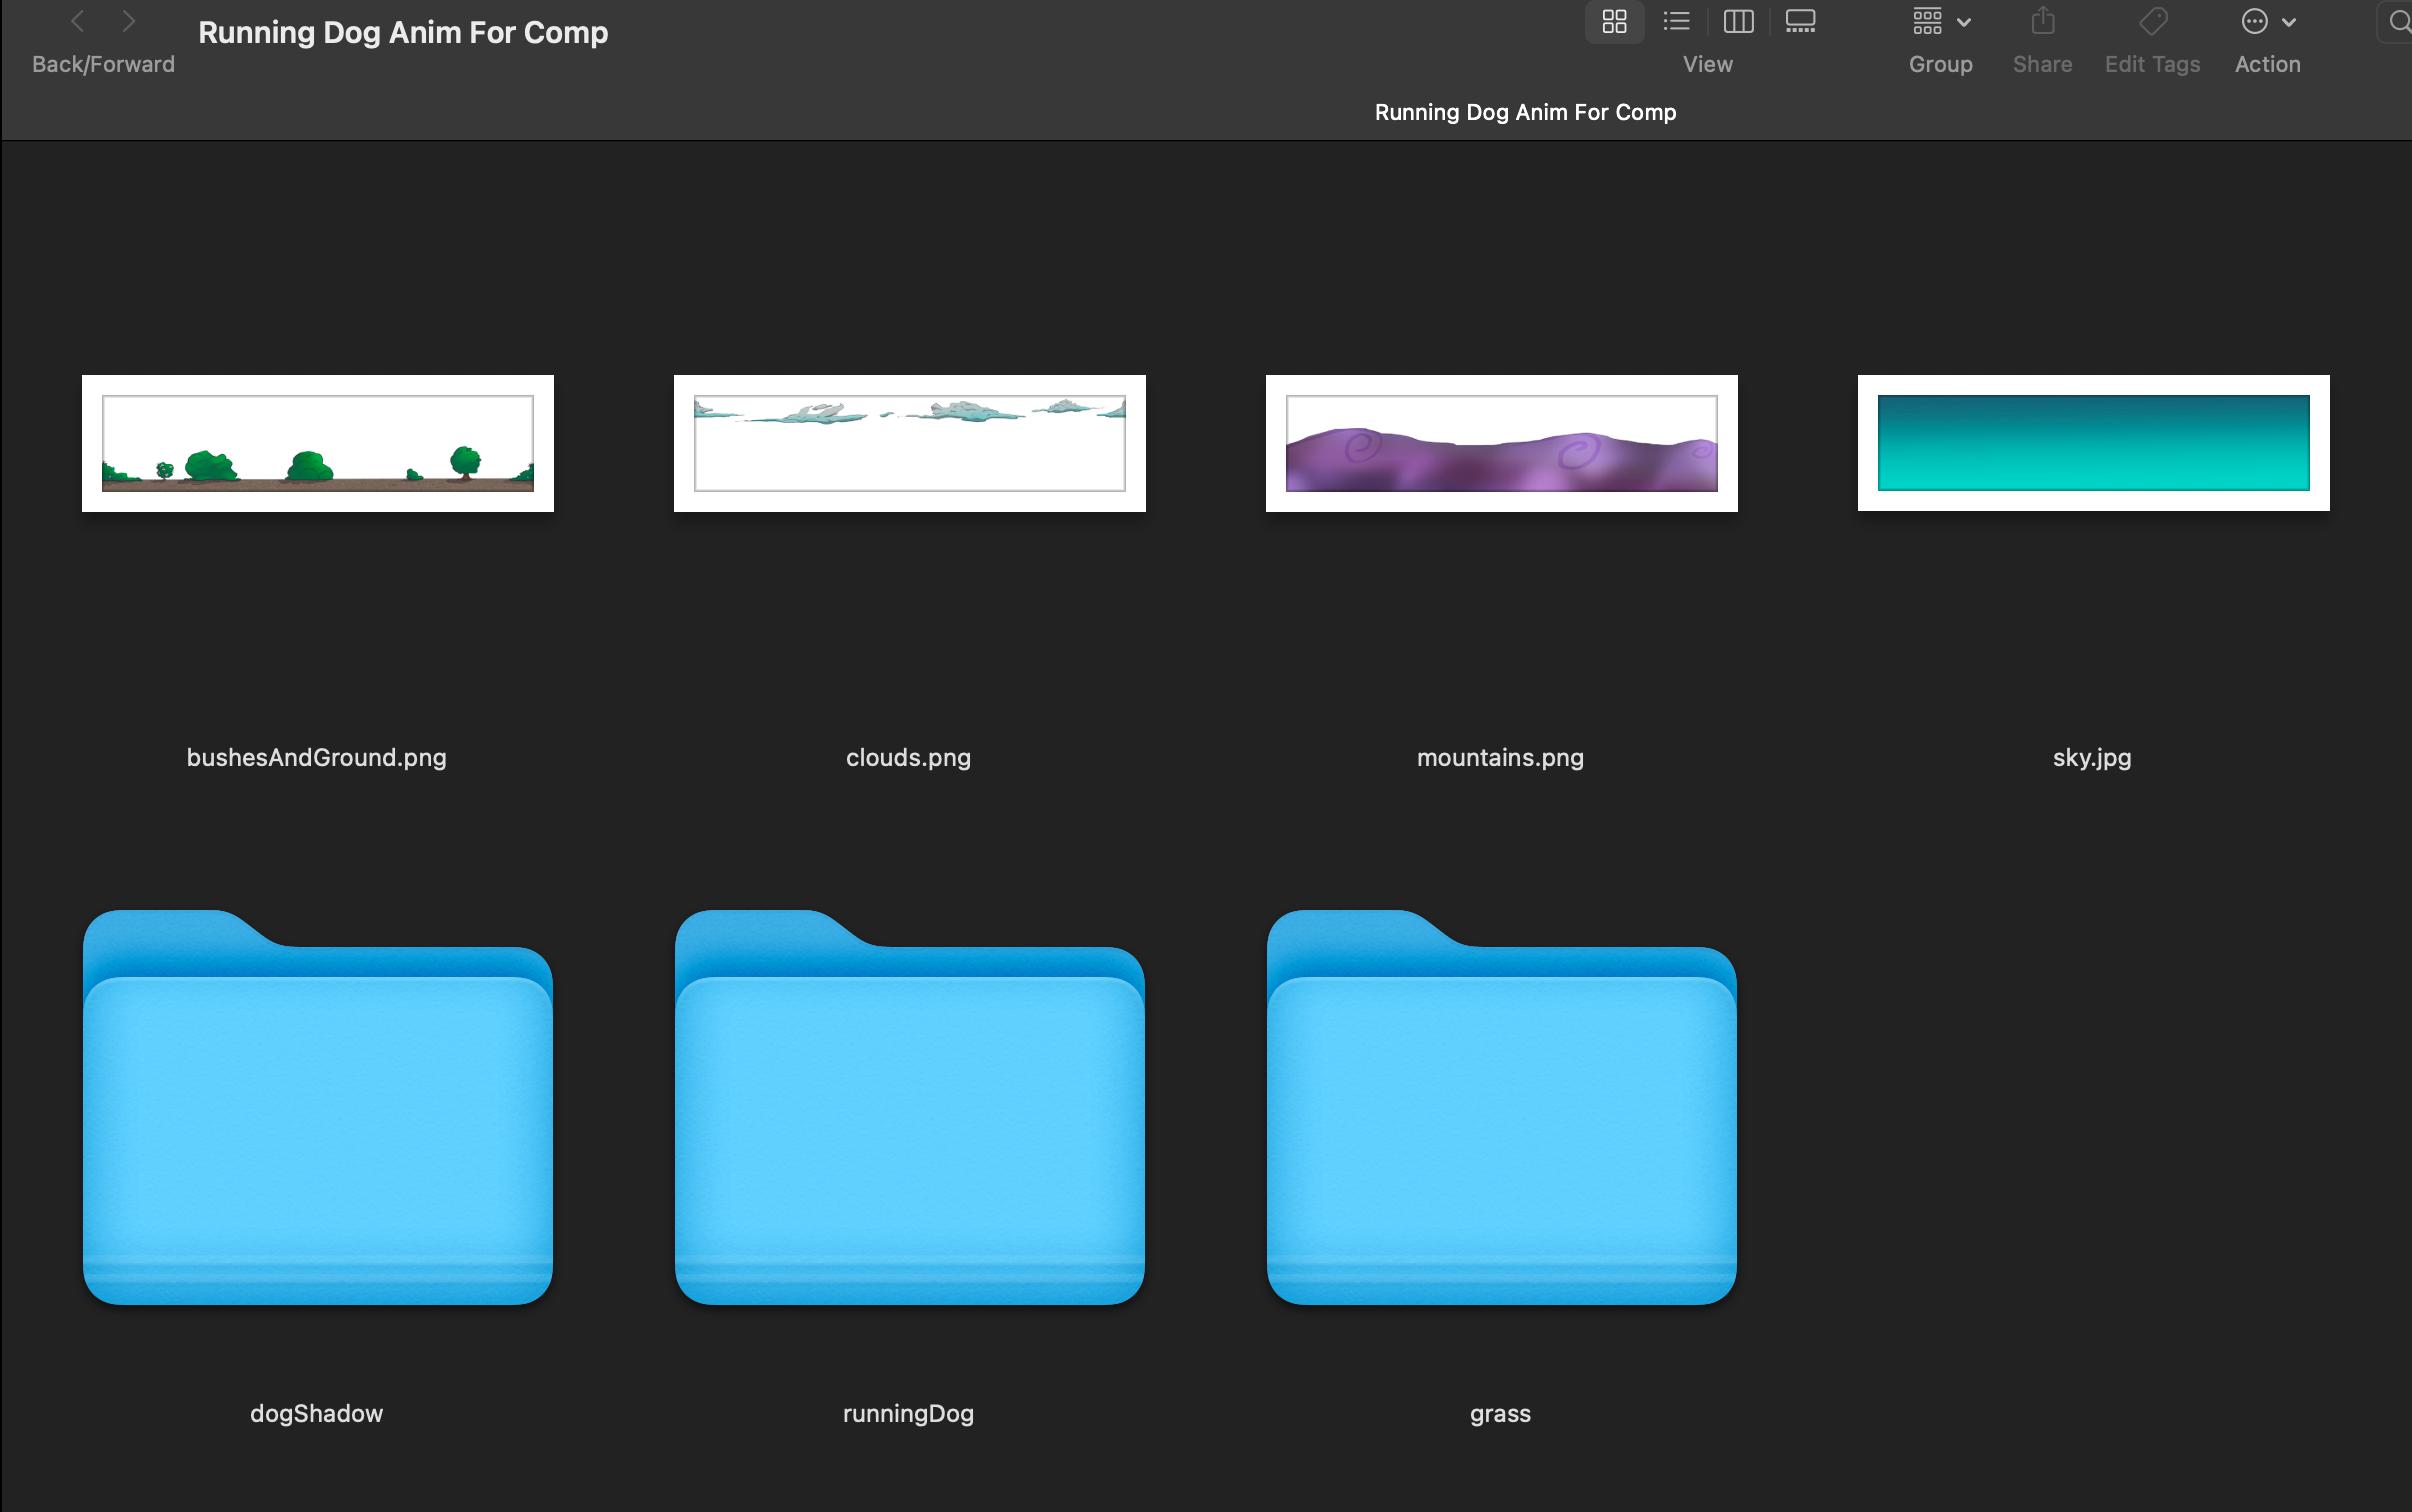 Running Dog Anim For Comp
Back/Forward
View
Group
Share
Edit Tags
Action
Running Dog Anim For Comp
bushesAndGround.png
clouds.png
mountains.png
sky.jpg
dogShadow
runningDog
grass